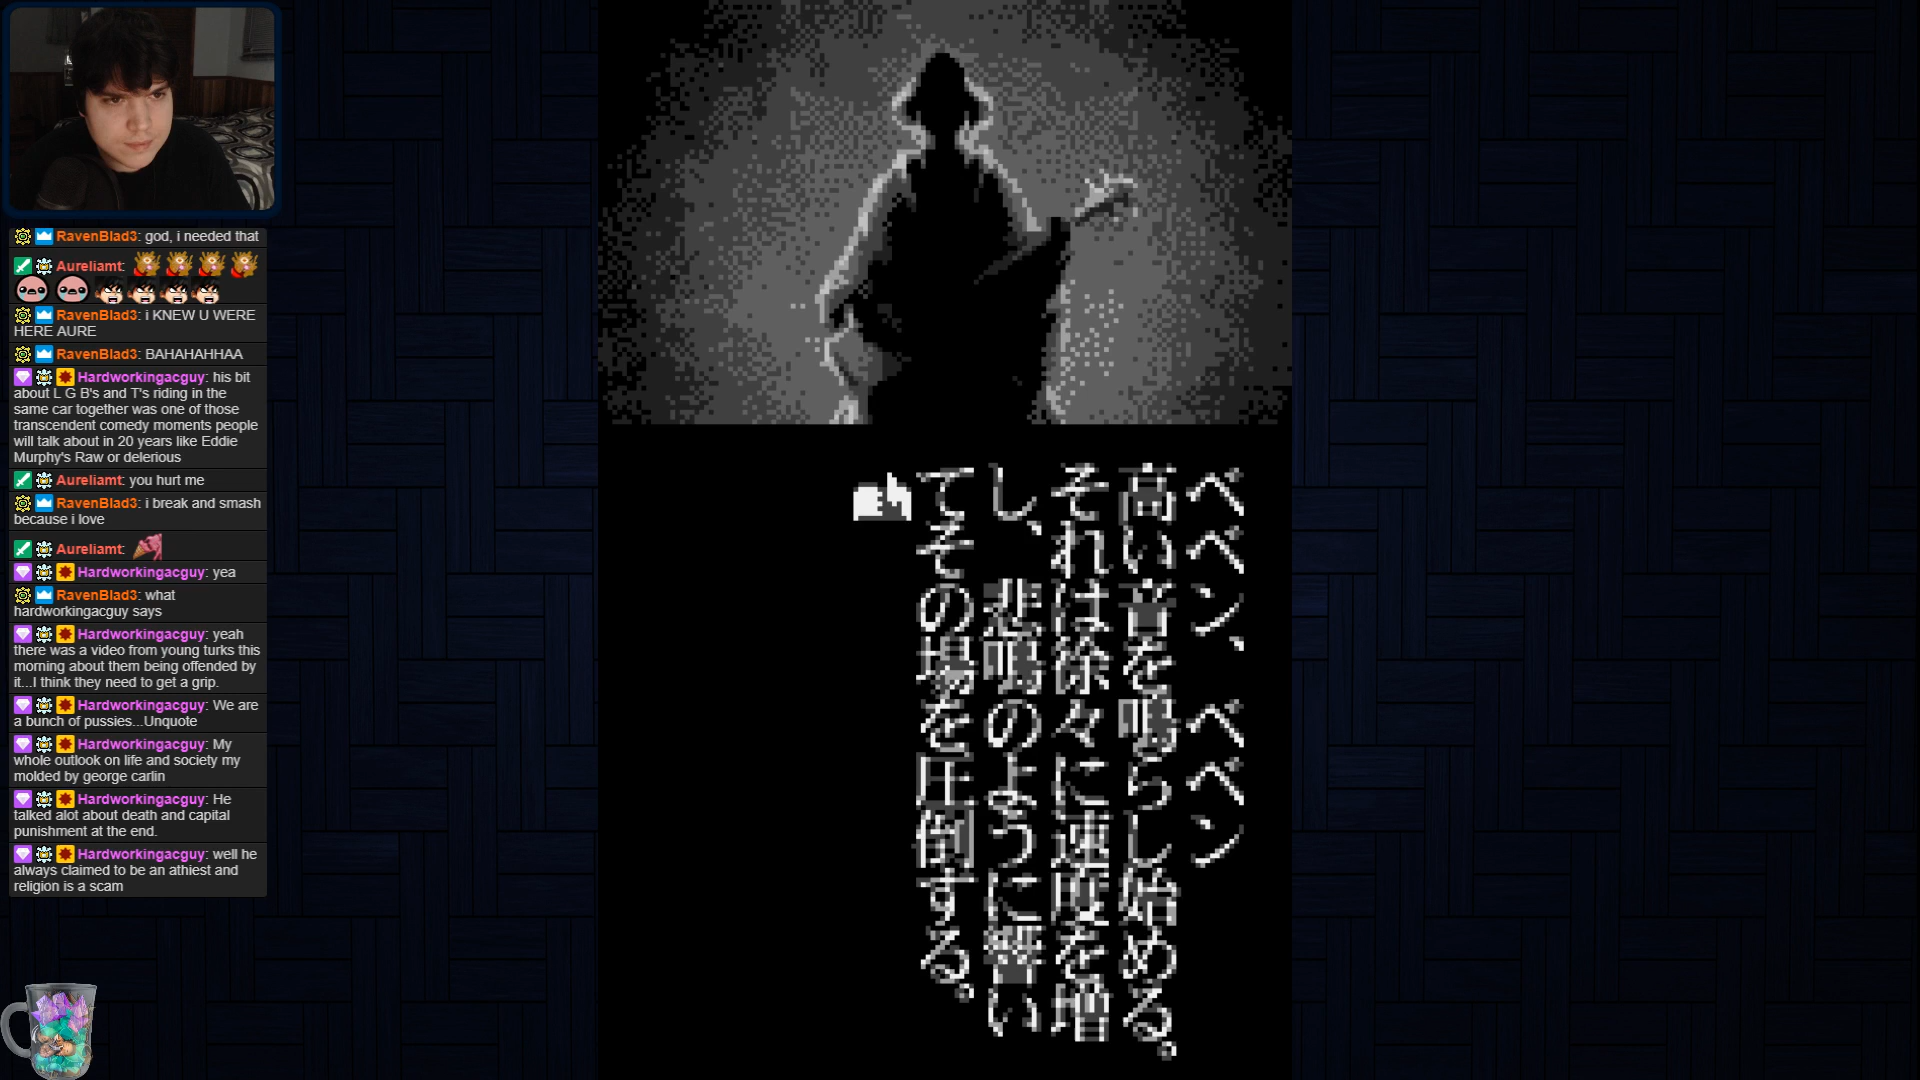 RavenBlad3: god, i needed that
Aureliamt:
RavenBlad3: i KNEW U WERE
HERE AURE
RavenBlad3: BAHAHAHHAA
Hardworkingacguy: his bit
about L G B's and T's riding in the
same car together was one of those
transcendent comedy moments people
will talk about in 20 years like Eddie
Murphy's Raw or delerious
Aureliamt: you hurt me
RavenBlad3: i break and smash
because i love
Aureliamt:
Hardworkingacguy: yea
RavenBlad3: what
hardworkingacguy says
Hardworkingacguy: yeah
there was a video from young turks this
morning about them being offended by
it...I think they need to get a grip.
Hardworkingacguy: We are
a bunch of pussies...Unquote
Hardworkingacguy: My
whole outlook on life and society my
molded by george carlin
Hardworkingacguy: He
talked alot about death and capital
punishment at the end.
Hardworkingacguy: well he
always claimed to be an athiest and
religion is a scam
ベベン、ベベン
高い音を鳴らし始める。
それは徐々に速度を増
し、悲鳴のように響い
てその場を圧倒する。